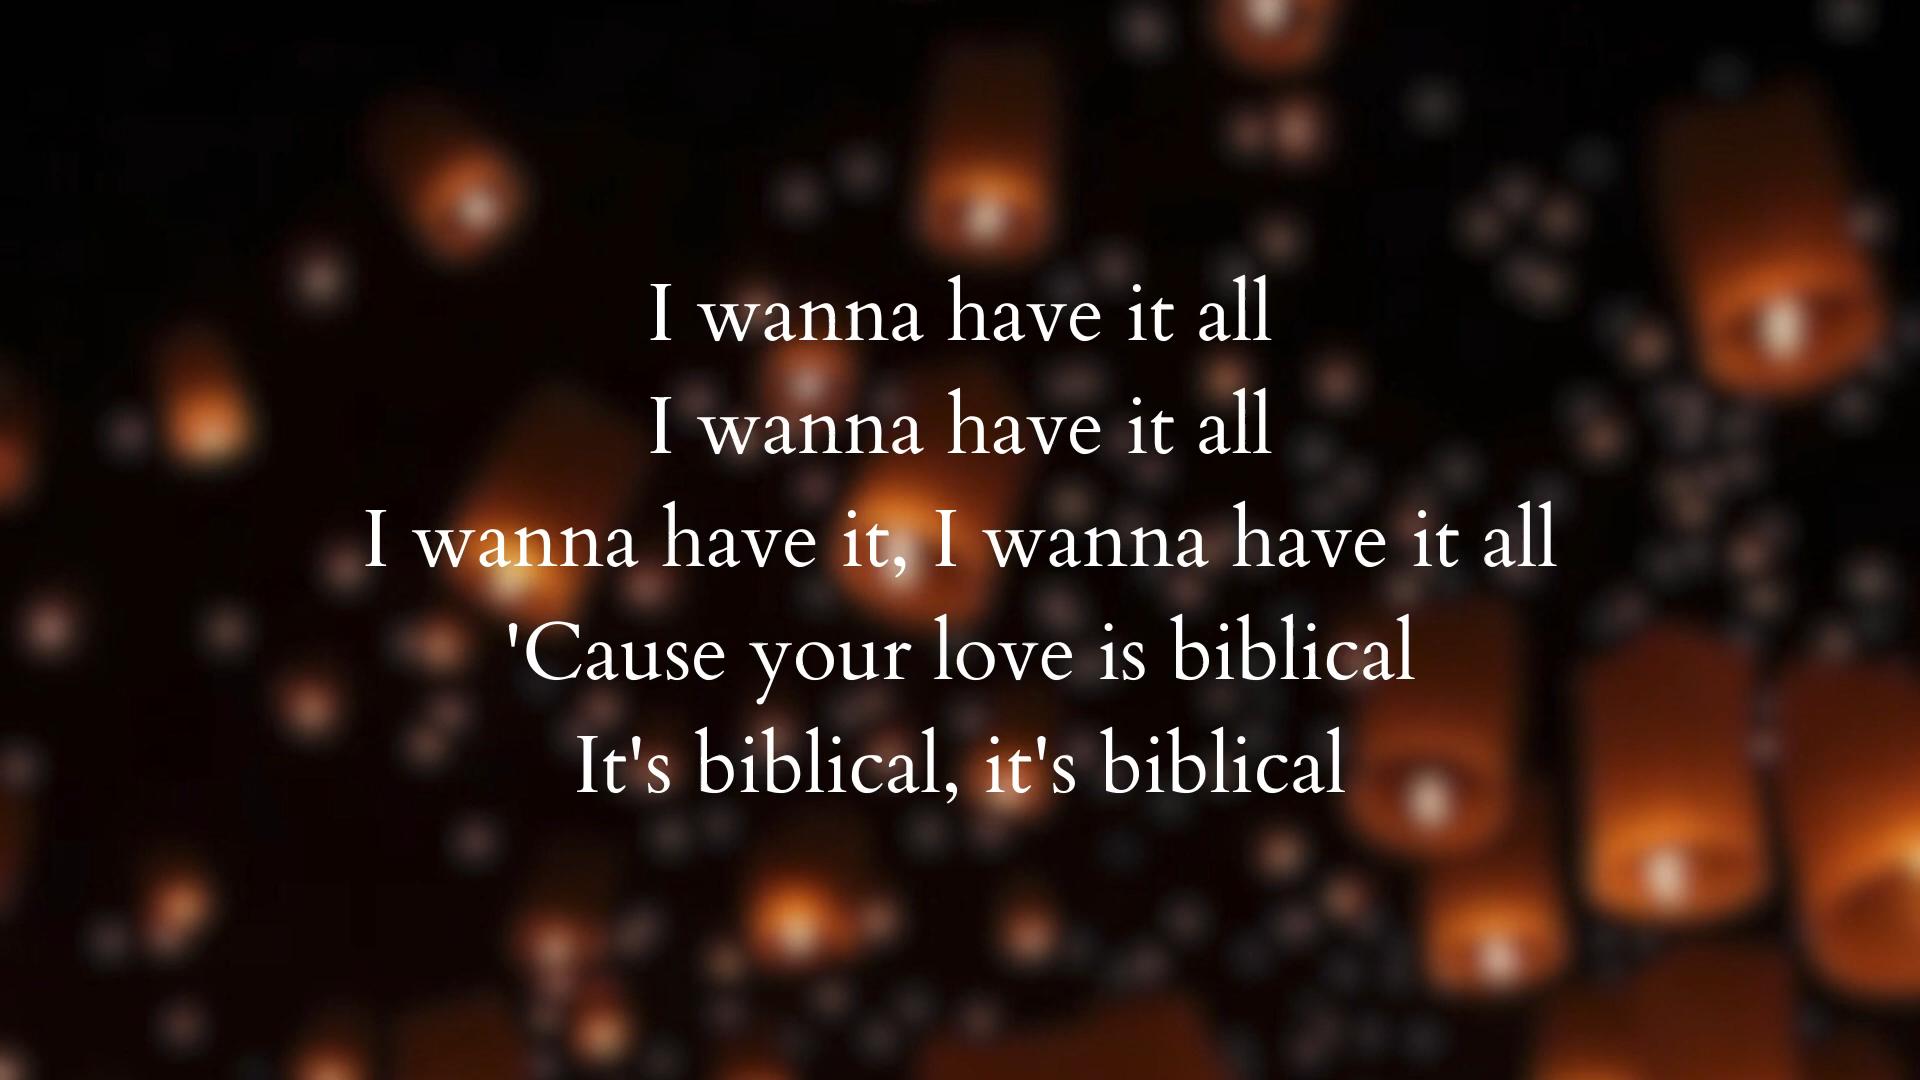 I wanna have it all
I wanna have it all
I wanna have it, I wanna have it all
'Cause your love is biblical
It's biblical, it's biblical